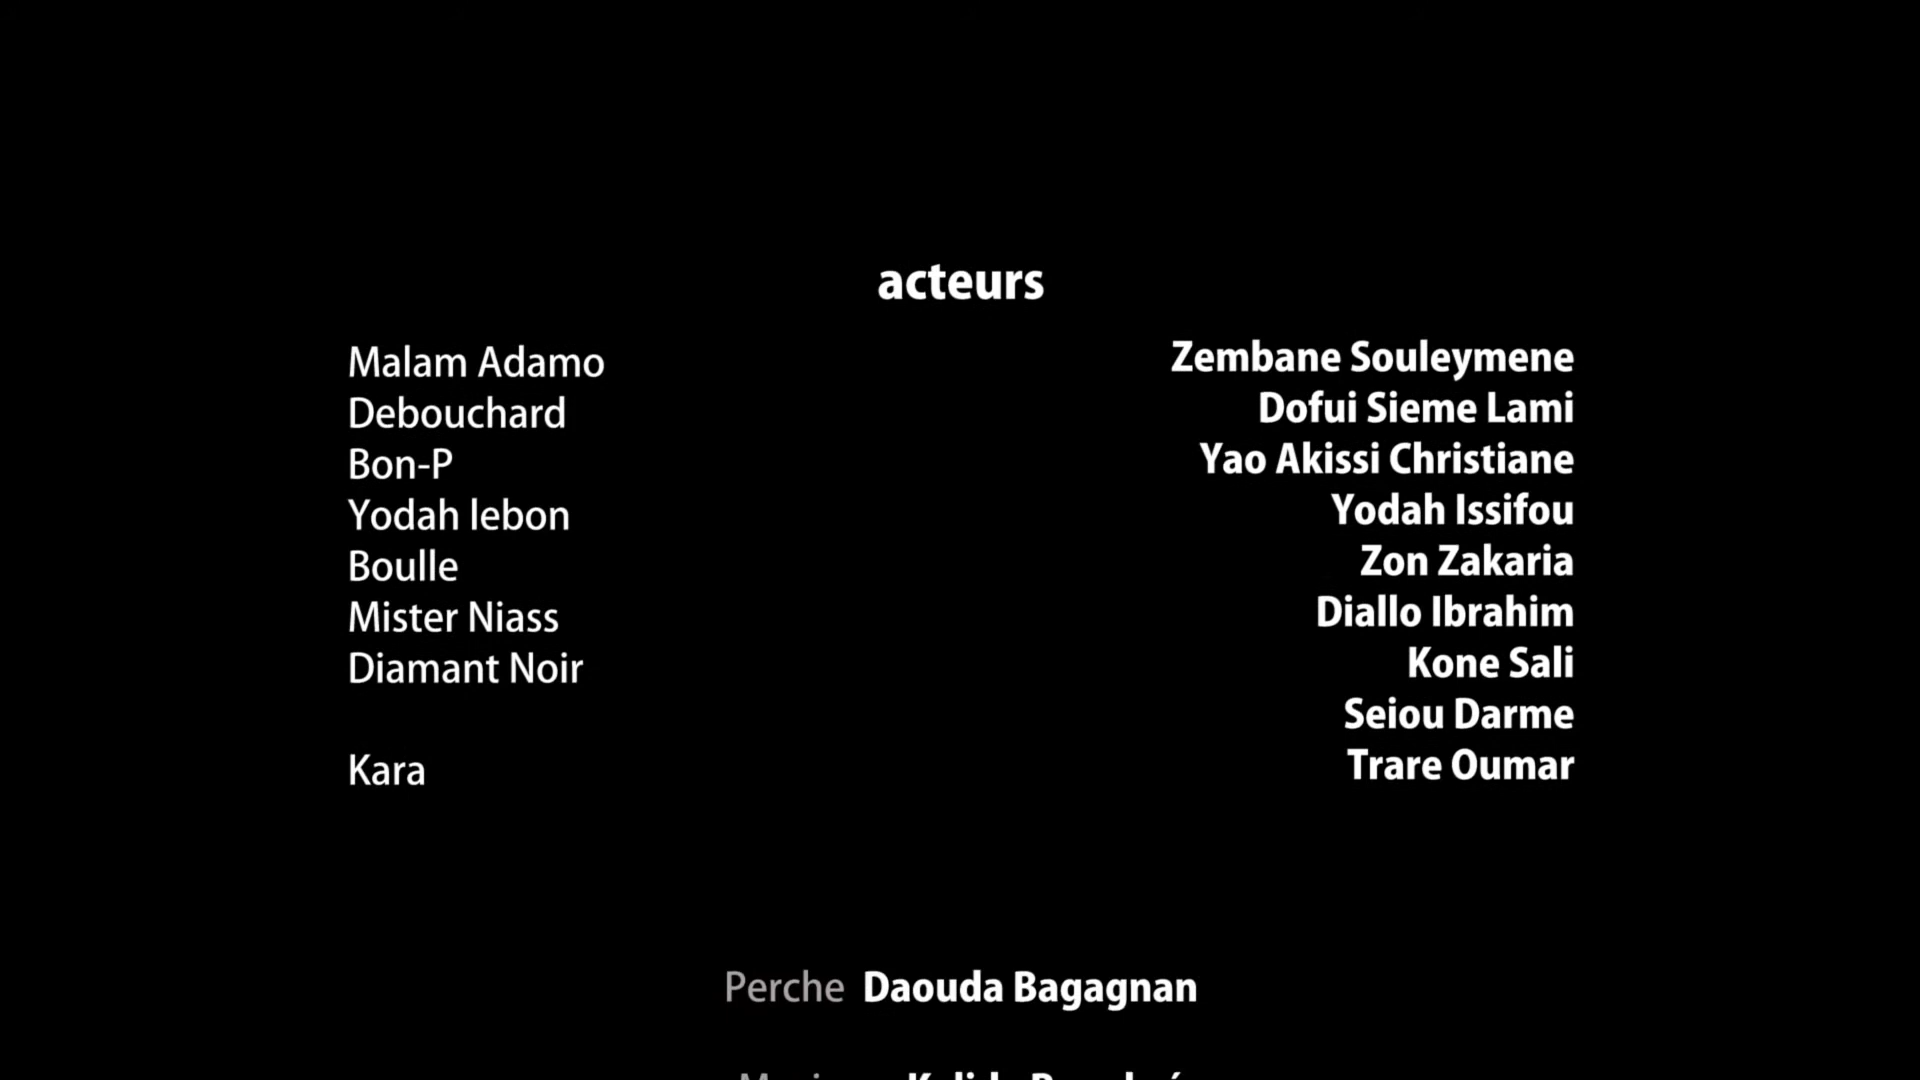 acteurs
Malam Adamo Zembane Souleymene
Debouchard Dofui Sieme Lami
Bon-P Yao Akissi Christiane
Yodah lebon Yodah Issifou
Boulle Zon Zakaria
Mister Niass Diallo Ibrahim
Diamant Noir Kone Sali
Seiou Darme
Kara Trare Oumar
Perche Daouda Bagagnan